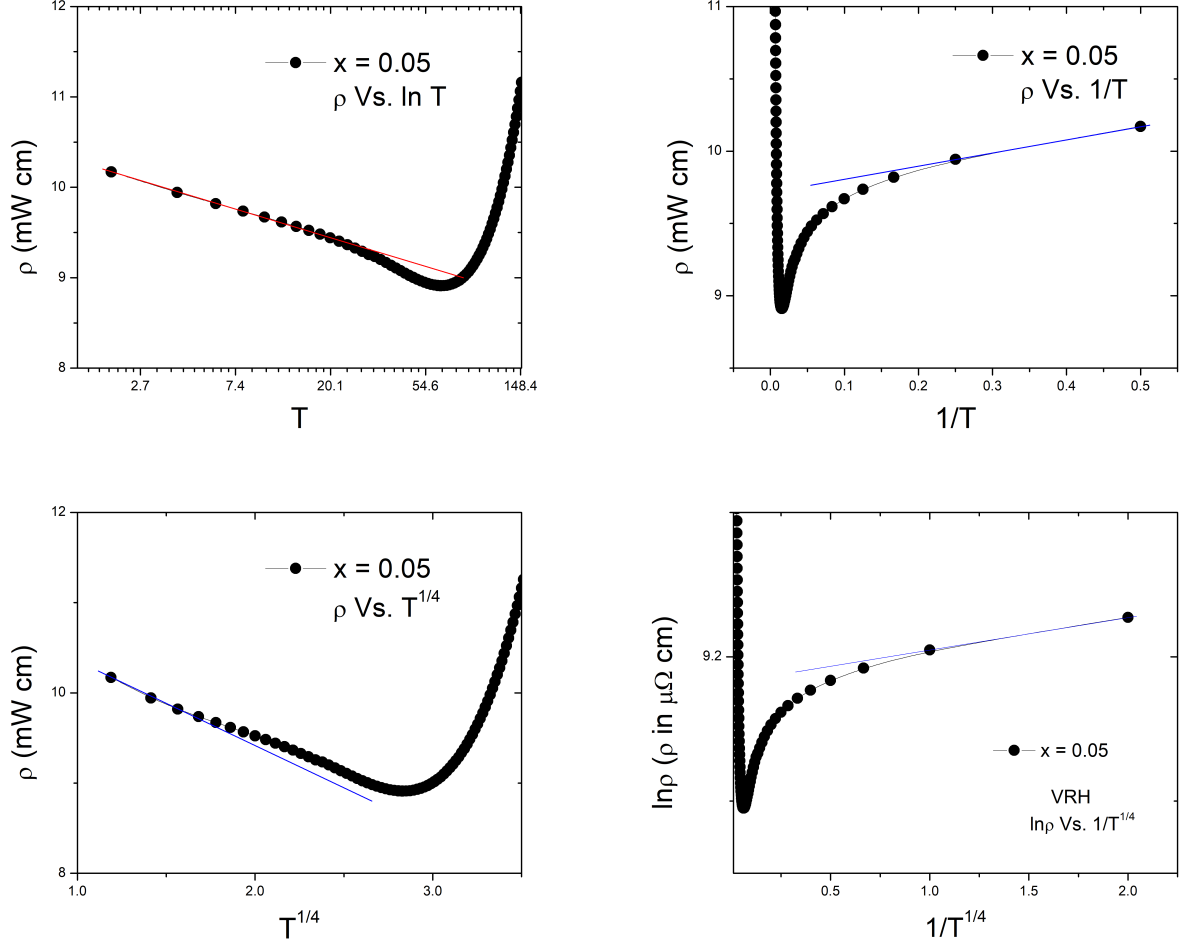 12
11
10
9
8
ρ (mW cm)
x = 0.05
ρ Vs. ln T
2.7 7.4 20.1 54.6 148.4
T
11
10
9
ρ (mW cm)
x = 0.05
ρ Vs. 1/T
0.0 0.1 0.2 0.3 0.4 0.5
1/T
12
10
8
ρ (mW cm)
x = 0.05
ρ Vs. T^1/4
1.0 2.0 3.0
T^1/4
9.2
lnρ (ρ in μΩ cm)
x = 0.05
VRH
lnρ Vs. 1/T^1/4
0.5 1.0 1.5 2.0
1/T^1/4